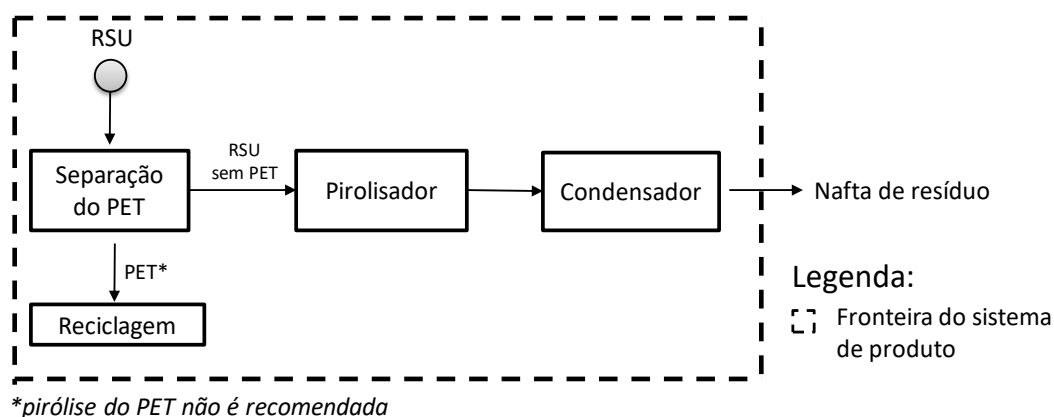 RSU
Separação
do PET
RSU
sem PET
Pirolisador
Condensador
Nafta de resíduo
PET*
Reciclagem
Legenda:
Fronteira do sistema
de produto
*pirólise do PET não é recomendada